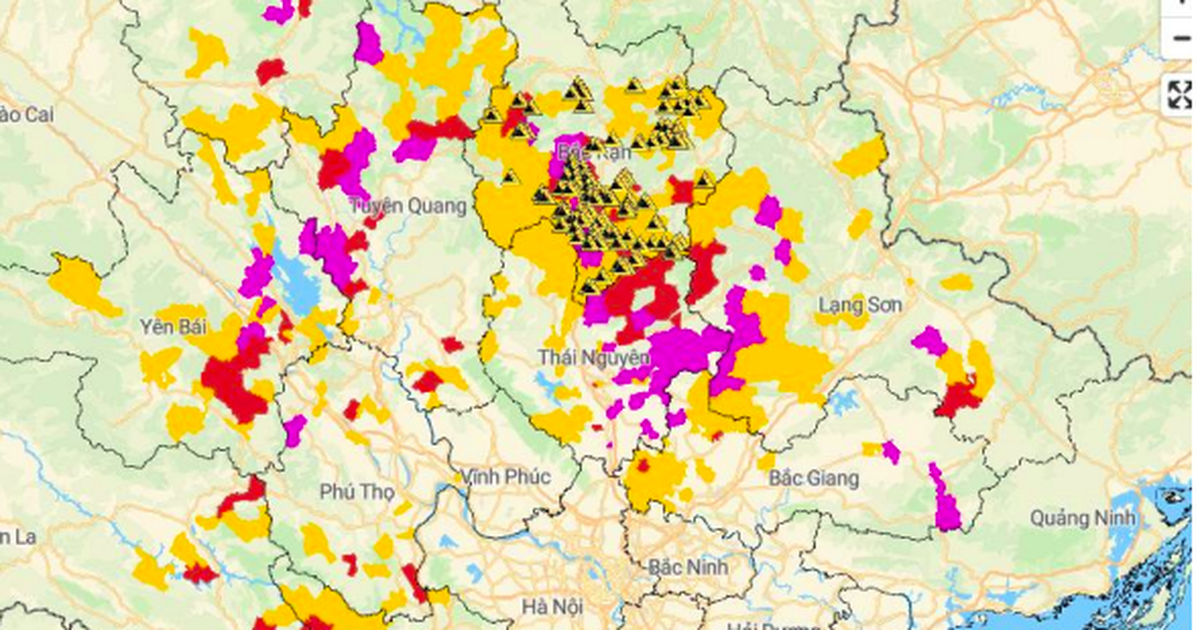 ào Cai
Bắc Kạn
Tuyên Quang
Lạng Sơn
Yên Bái
Thái Nguyên
Vĩnh Phúc
Bắc Giang
Phú Thọ
Quảng Ninh
n La
Bắc Ninh
Hà Nội
Hải Dương